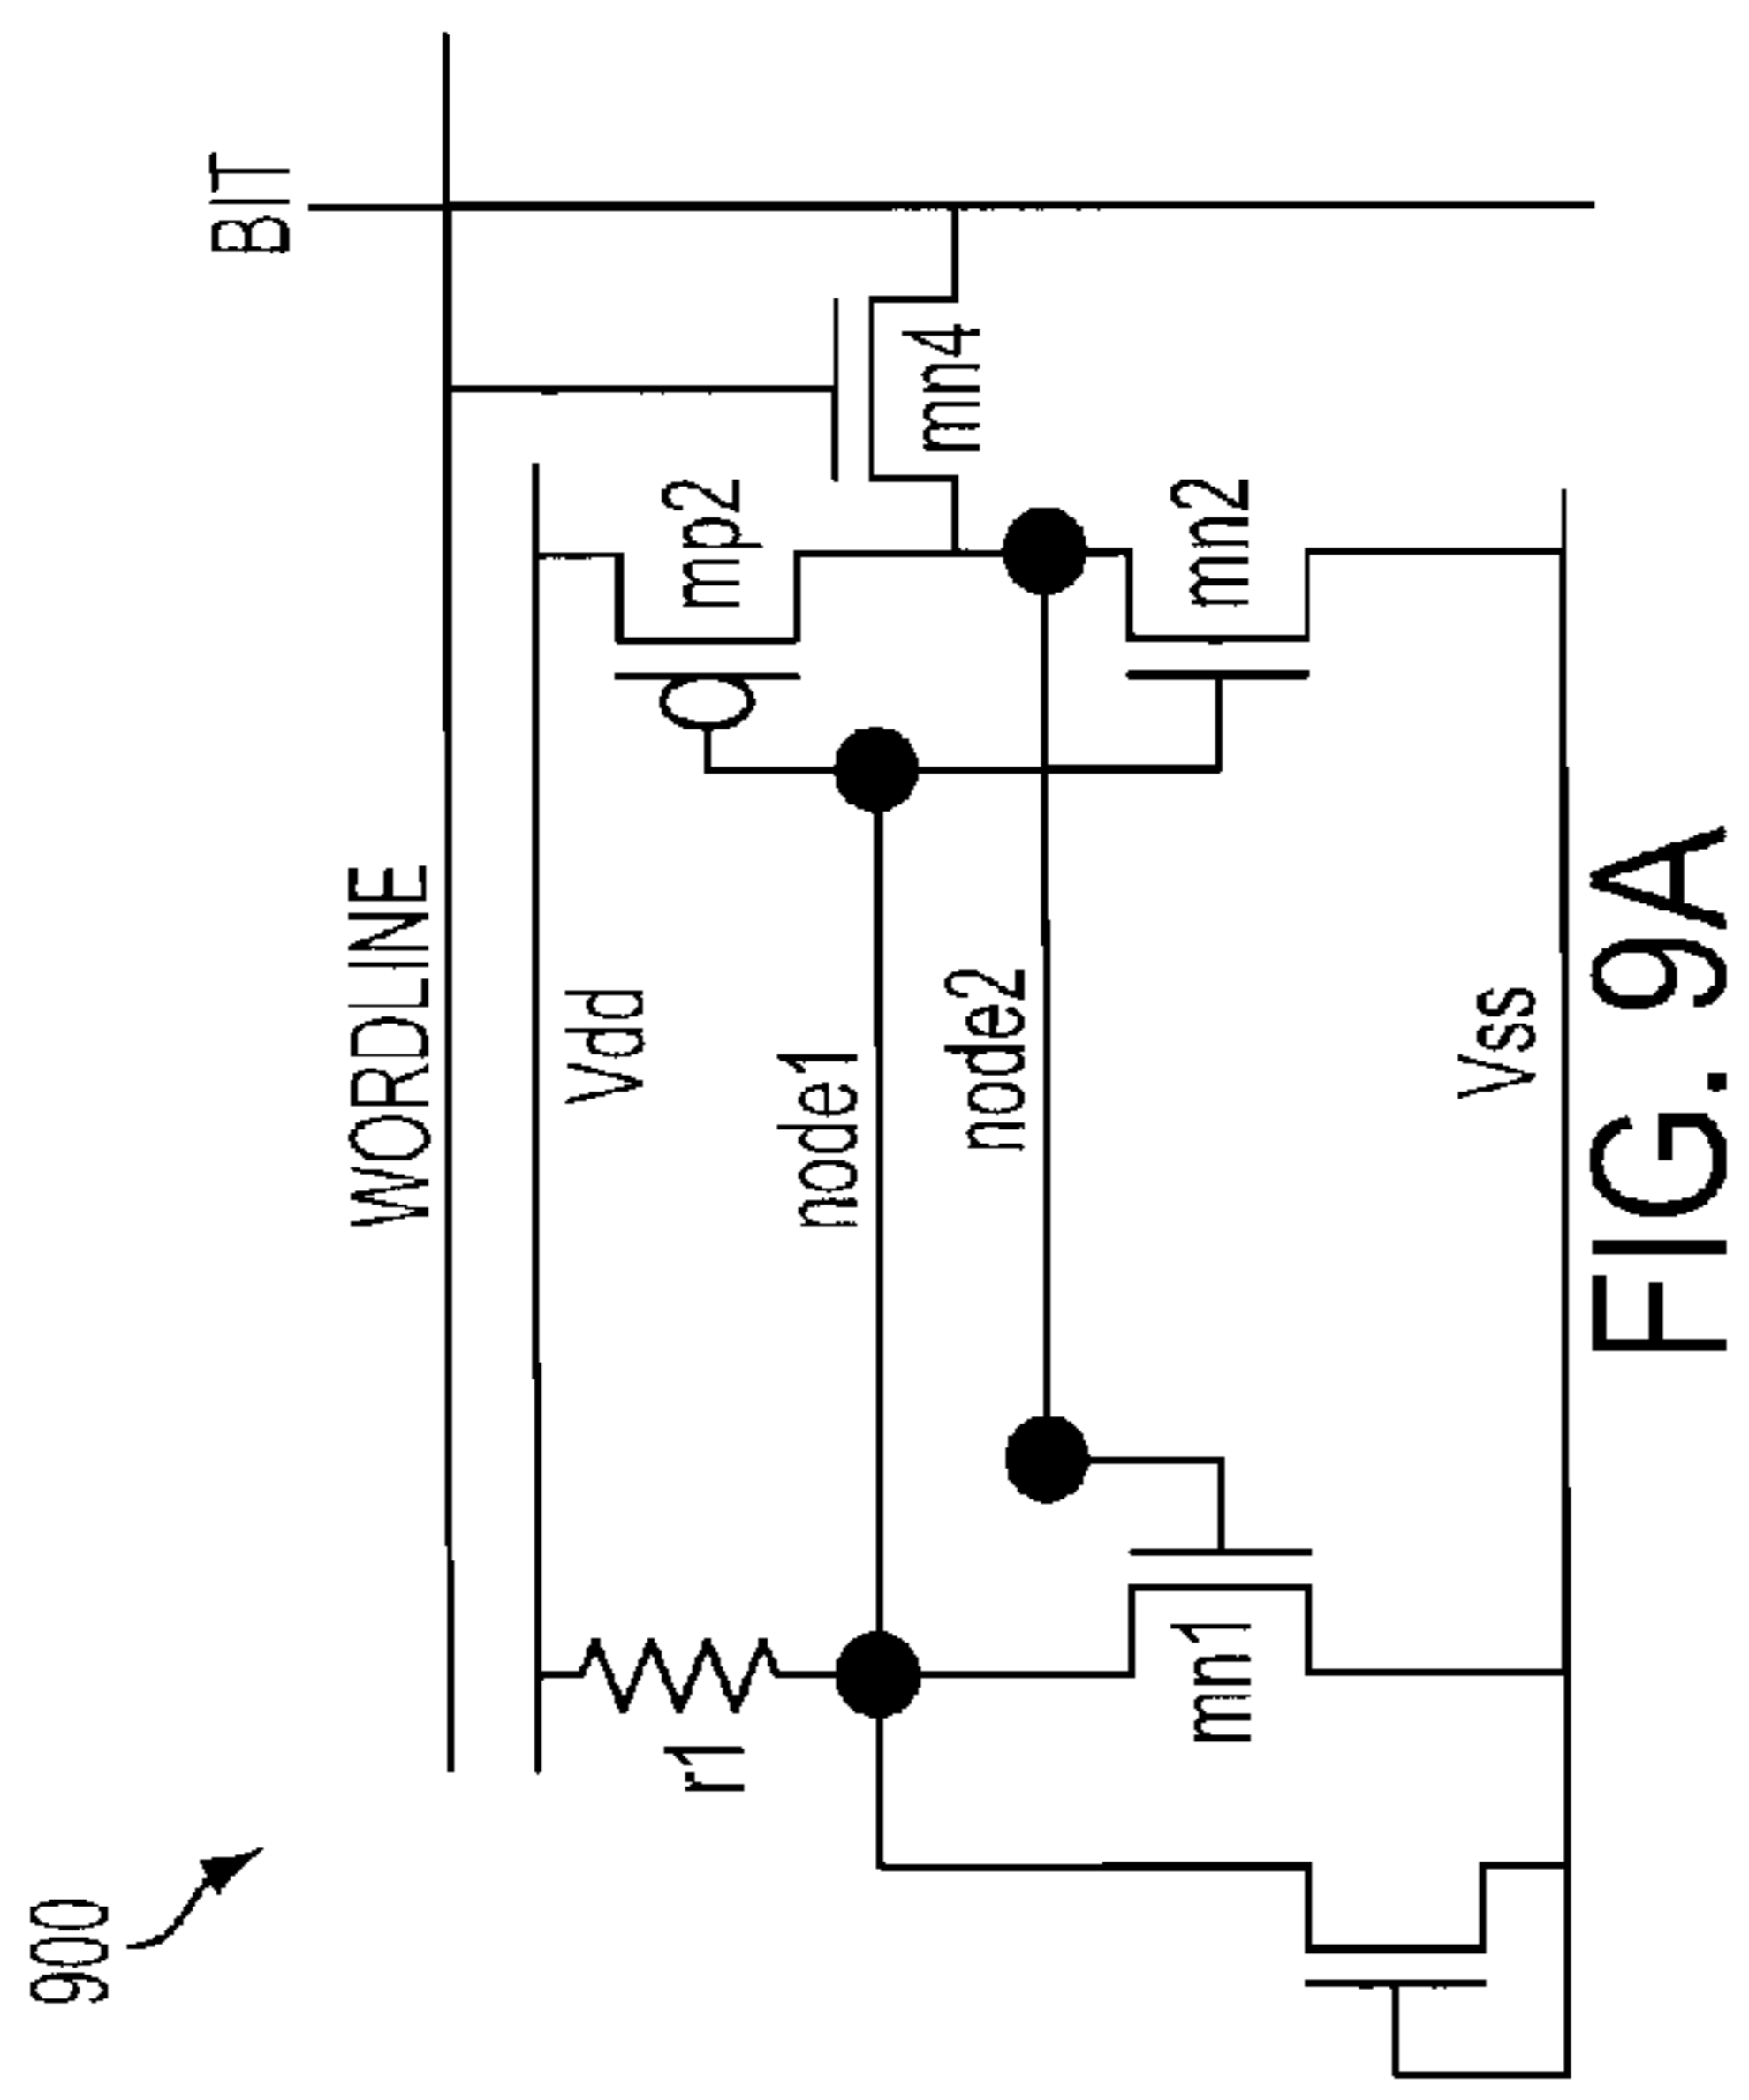 900
WORDLINE
BIT
Vdd
r1
mp2
node1
mn4
node2
mn1
mn2
Vss
FIG. 9A